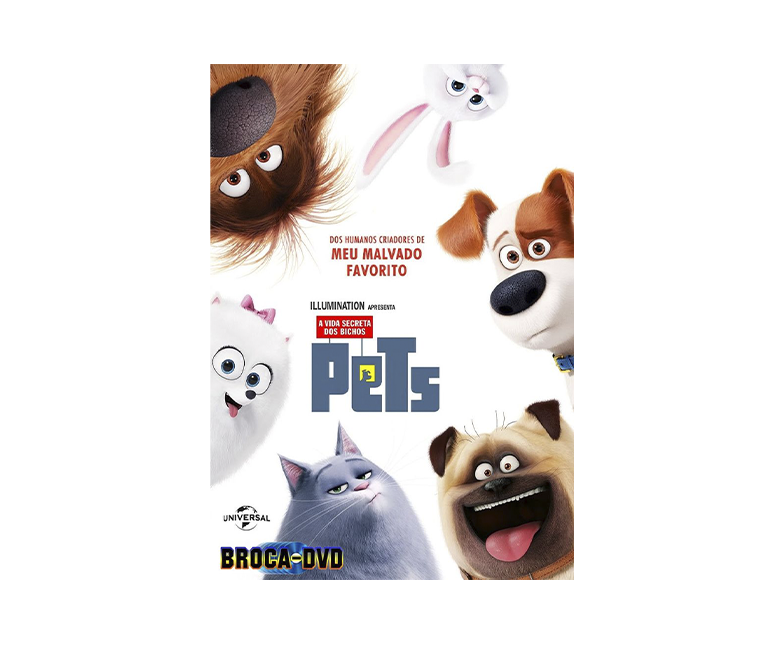 DOS HUMANOS CRIADORES DE
MEU MALVADO
FAVORITO
ILLUMINATION APRESENTA
A VIDA SECRETA
DOS BICHOS
PeTs
UNIVERSAL
BROCA-DVD